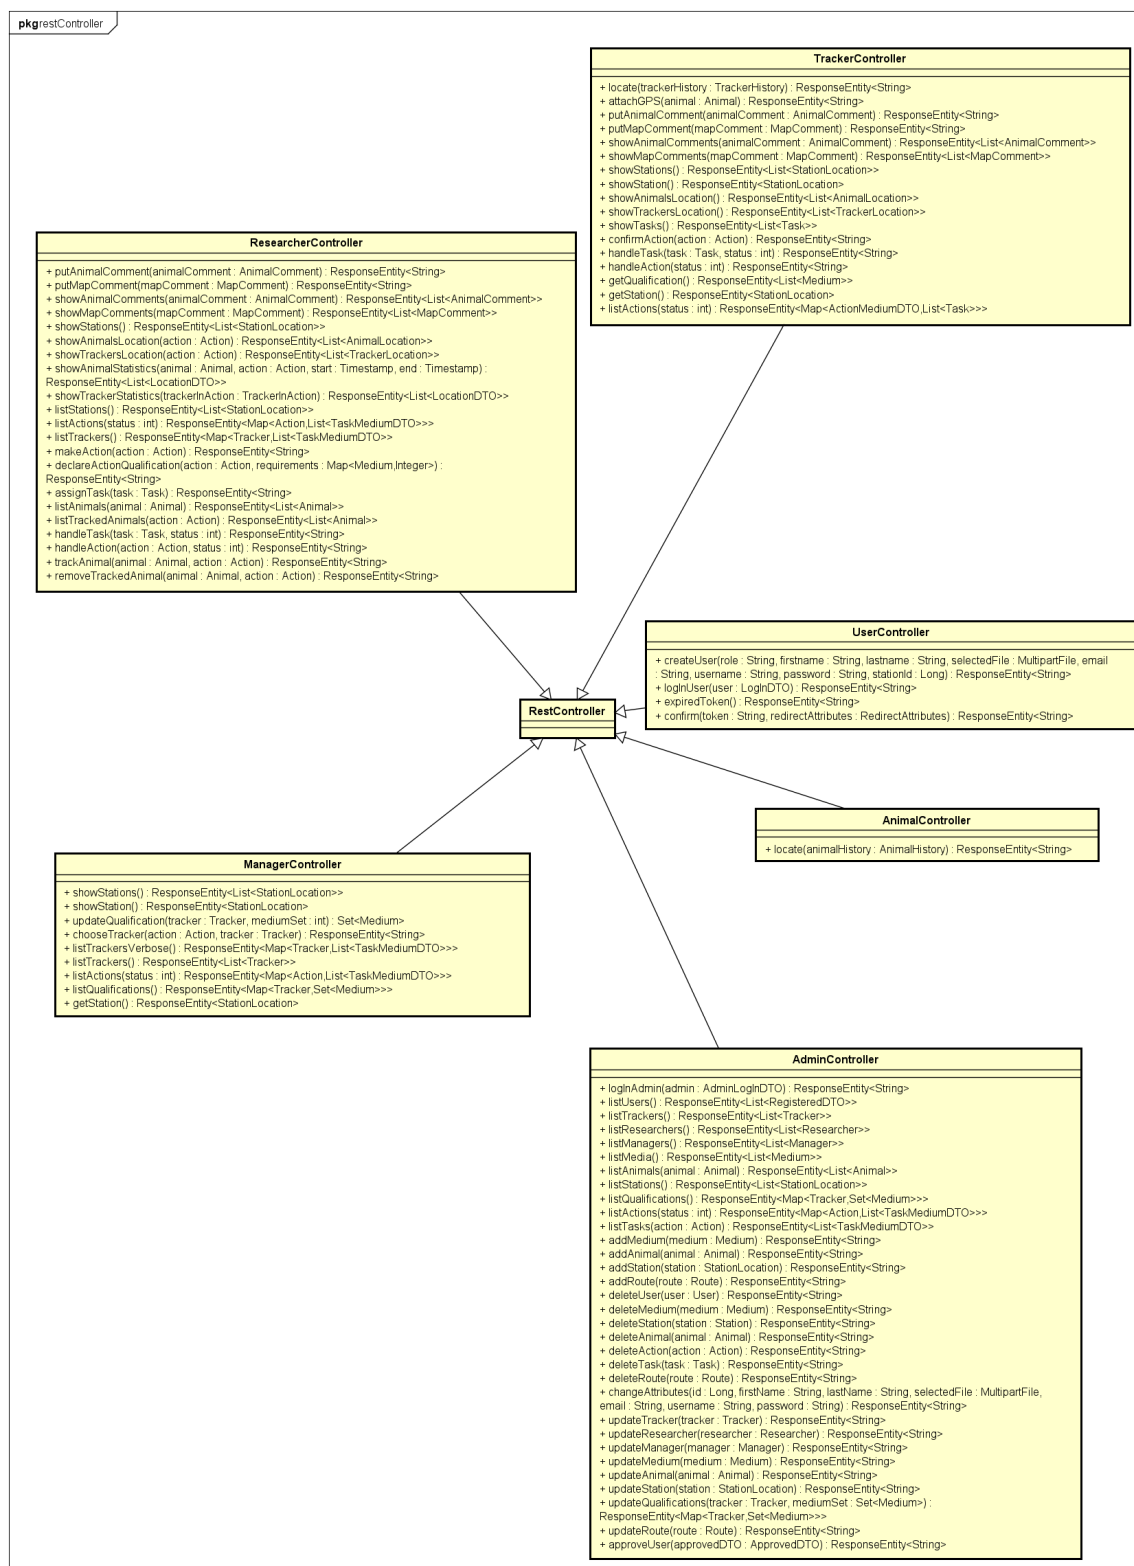 pkg restController
TrackerController
+ locate(trackerHistory : TrackerHistory) : ResponseEntity<String>
+ attachGPS(animal : Animal) : ResponseEntity<String>
+ putAnimalComment(animalComment : AnimalComment) : ResponseEntity<String>
+ putMapComment(mapComment : MapComment) : ResponseEntity<String>
+ showAnimalComments(animalComment : AnimalComment) : ResponseEntity<List<AnimalComment>>
+ showMapComments(mapComment : MapComment) : ResponseEntity<List<MapComment>>
+ showStations() : ResponseEntity<List<StationLocation>>
+ showStation() : ResponseEntity<StationLocation>
+ showAnimalsLocation() : ResponseEntity<List<AnimalLocation>>
+ showTrackersLocation() : ResponseEntity<List<TrackerLocation>>
+ showTasks() : ResponseEntity<List<Task>>
+ confirmAction(action : Action) : ResponseEntity<String>
+ handleTask(task : Task, status : int) : ResponseEntity<String>
+ handleAction(status : int) : ResponseEntity<String>
+ getQualification() : ResponseEntity<List<Medium>>
+ getStation() : ResponseEntity<StationLocation>
+ listActions(status : int) : ResponseEntity<Map<ActionMediumDTO,List<Task>>>
ResearcherController
+ putAnimalComment(animalComment : AnimalComment) : ResponseEntity<String>
+ putMapComment(mapComment : MapComment) : ResponseEntity<String>
+ showAnimalComments(animalComment : AnimalComment) : ResponseEntity<List<AnimalComment>>
+ showMapComments(mapComment : MapComment) : ResponseEntity<List<MapComment>>
+ showStations() : ResponseEntity<List<StationLocation>>
+ showAnimalsLocation(action : Action) : ResponseEntity<List<AnimalLocation>>
+ showTrackersLocation(action : Action) : ResponseEntity<List<TrackerLocation>>
+ showAnimalStatistics(animal : Animal, action : Action, start : Timestamp, end : Timestamp) :
ResponseEntity<List<LocationDTO>>
+ showTrackerStatistics(trackerInAction : TrackerInAction) : ResponseEntity<List<LocationDTO>>
+ listStations() : ResponseEntity<List<StationLocation>>
+ listActions(status : int) : ResponseEntity<Map<Action,List<TaskMediumDTO>>>
+ listTrackers() : ResponseEntity<Map<Tracker,List<TaskMediumDTO>>
+ makeAction(action : Action) : ResponseEntity<String>
+ declareActionQualification(action : Action, requirements : Map<Medium,Integer>) :
ResponseEntity<String>
+ assignTask(task : Task) : ResponseEntity<String>
+ listAnimals(animal : Animal) : ResponseEntity<List<Animal>>
+ listTrackedAnimals(action : Action) : ResponseEntity<List<Animal>>
+ handleTask(task : Task, status : int) : ResponseEntity<String>
+ handleAction(action : Action, status : int) : ResponseEntity<String>
+ trackAnimal(animal : Animal, action : Action) : ResponseEntity<String>
+ removeTrackedAnimal(animal : Animal, action : Action) : ResponseEntity<String>
UserController
+ createUser(role : String, firstname : String, lastname : String, selectedFile : MultipartFile, email
: String, username : String, password : String, stationId : Long) : ResponseEntity<String>
+ logInUser(user : LogInDTO) : ResponseEntity<String>
+ expiredToken() : ResponseEntity<String>
+ confirm(token : String, redirectAttributes : RedirectAttributes) : ResponseEntity<String>
RestController
AnimalController
+ locate(animalHistory : AnimalHistory) : ResponseEntity<String>
ManagerController
+ showStations() : ResponseEntity<List<StationLocation>>
+ showStation() : ResponseEntity<StationLocation>
+ updateQualification(tracker : Tracker, mediumSet : int) : Set<Medium>
+ chooseTracker(action : Action, tracker : Tracker) : ResponseEntity<String>
+ listTrackersVerbose() : ResponseEntity<Map<Tracker,List<TaskMediumDTO>>>
+ listTrackers() : ResponseEntity<List<Tracker>>
+ listActions(status : int) : ResponseEntity<Map<Action,List<TaskMediumDTO>>>
+ listQualifications() : ResponseEntity<Map<Tracker,Set<Medium>>>
+ getStation() : ResponseEntity<StationLocation>
AdminController
+ logInAdmin(admin : AdminLogInDTO) : ResponseEntity<String>
+ listUsers() : ResponseEntity<List<RegisteredDTO>>
+ listTrackers() : ResponseEntity<List<Tracker>>
+ listResearchers() : ResponseEntity<List<Researcher>>
+ listManagers() : ResponseEntity<List<Manager>>
+ listMedia() : ResponseEntity<List<Medium>>
+ listAnimals(animal : Animal) : ResponseEntity<List<Animal>>
+ listStations() : ResponseEntity<List<StationLocation>>
+ listQualifications() : ResponseEntity<Map<Tracker,Set<Medium>>>
+ listActions(status : int) : ResponseEntity<Map<Action,List<TaskMediumDTO>>>
+ listTasks(action : Action) : ResponseEntity<List<TaskMediumDTO>>
+ addMedium(medium : Medium) : ResponseEntity<String>
+ addAnimal(animal : Animal) : ResponseEntity<String>
+ addStation(station : StationLocation) : ResponseEntity<String>
+ addRoute(route : Route) : ResponseEntity<String>
+ deleteUser(user : User) : ResponseEntity<String>
+ deleteMedium(medium : Medium) : ResponseEntity<String>
+ deleteStation(station : Station) : ResponseEntity<String>
+ deleteAnimal(animal : Animal) : ResponseEntity<String>
+ deleteAction(action : Action) : ResponseEntity<String>
+ deleteTask(task : Task) : ResponseEntity<String>
+ deleteRoute(route : Route) : ResponseEntity<String>
+ changeAttributes(id : Long, firstName : String, lastName : String, selectedFile : MultipartFile,
email : String, username : String, password : String) : ResponseEntity<String>
+ updateTracker(tracker : Tracker) : ResponseEntity<String>
+ updateResearcher(researcher : Researcher) : ResponseEntity<String>
+ updateManager(manager : Manager) : ResponseEntity<String>
+ updateMedium(medium : Medium) : ResponseEntity<String>
+ updateAnimal(animal : Animal) : ResponseEntity<String>
+ updateStation(station : StationLocation) : ResponseEntity<String>
+ updateQualifications(tracker : Tracker, mediumSet : Set<Medium>) :
ResponseEntity<Map<Tracker,Set<Medium>>>
+ updateRoute(route : Route) : ResponseEntity<String>
+ approveUser(approvedDTO : ApprovedDTO) : ResponseEntity<String>